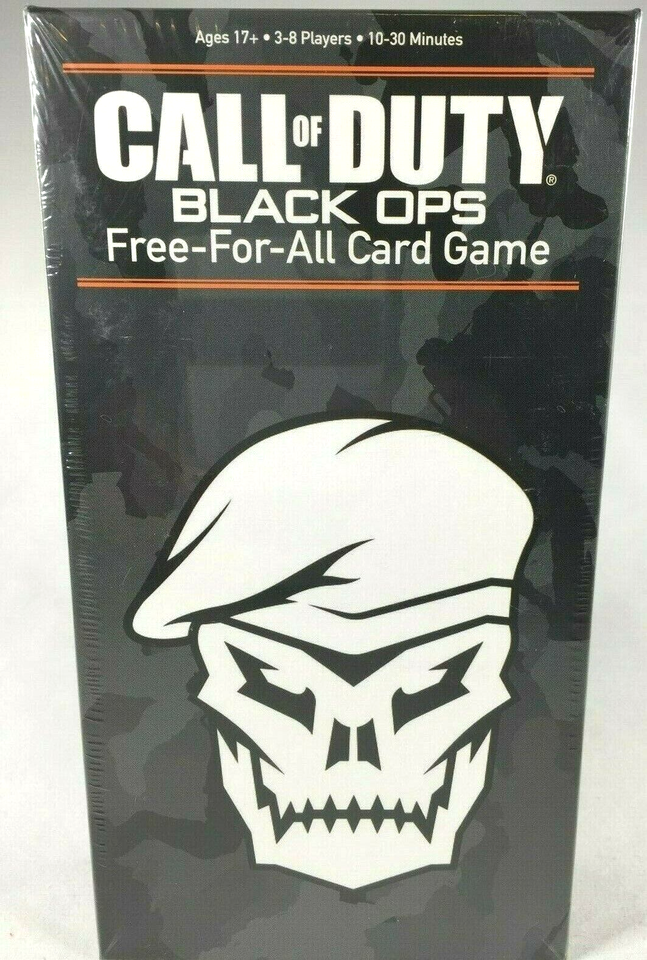 Ages 17+ • 3-8 Players • 10-30 Minutes
CALL OF DUTY®
BLACK OPS
Free-For-All Card Game